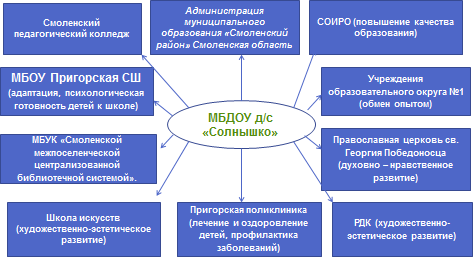 Смоленский
педагогический колледж
Администрация
муниципального
образования «Смоленский
район» Смоленская область
СОИРО (повышение качества
образования)
МБОУ Пригорская СШ
(адаптация, психологическая
готовность детей к школе)
МБДОУ д/с
«Солнышко»
Учреждения
образовательного округа №1
(обмен опытом)
МБУК «Смоленской
межпоселенческой
централизованной
библиотечной системой».
Православная церковь св.
Георгия Победоносца
(духовно – нравственное
развитие)
Школа искусств
(художественно-эстетическое
развитие)
Пригорская поликлиника
(лечение и оздоровление
детей, профилактика
заболеваний)
РДК (художественно-
эстетическое развитие)